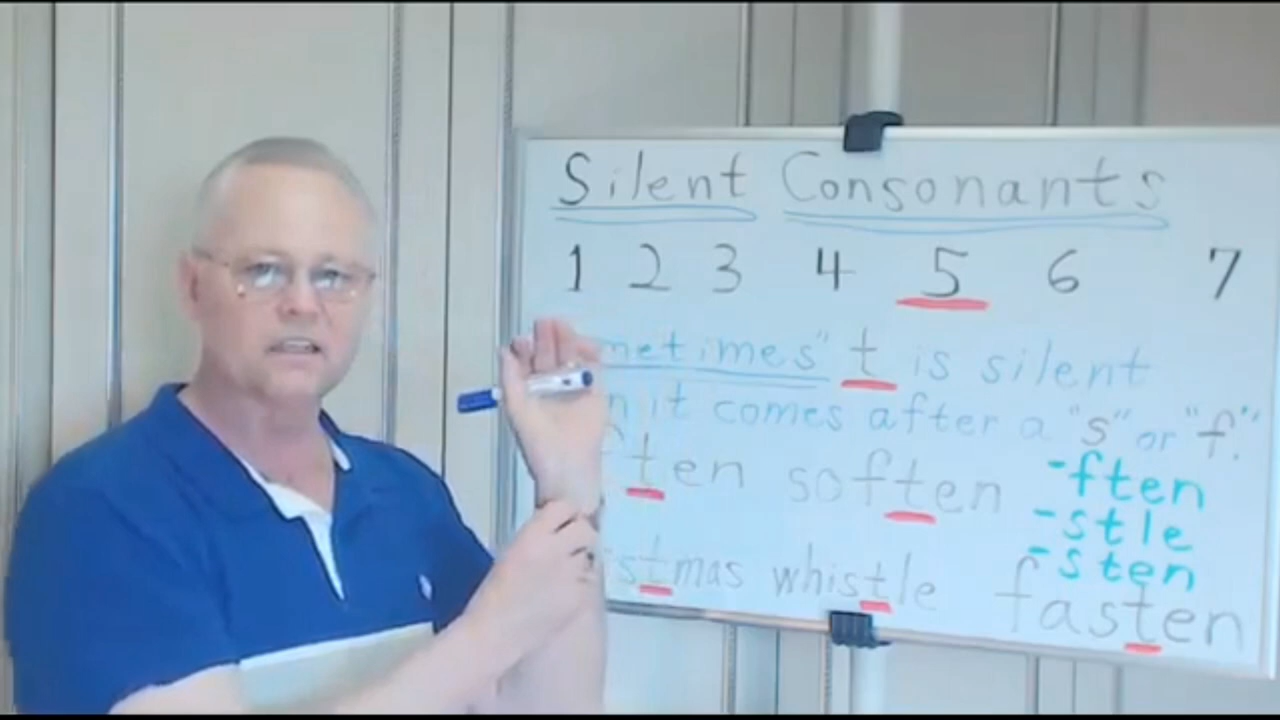 Silent Consonants
1 2 3 4 5 6 7
metimes" t is silent
n it comes after a "s" or "f."
ften soften -ften
-stle
-sten
stmas whistle fasten